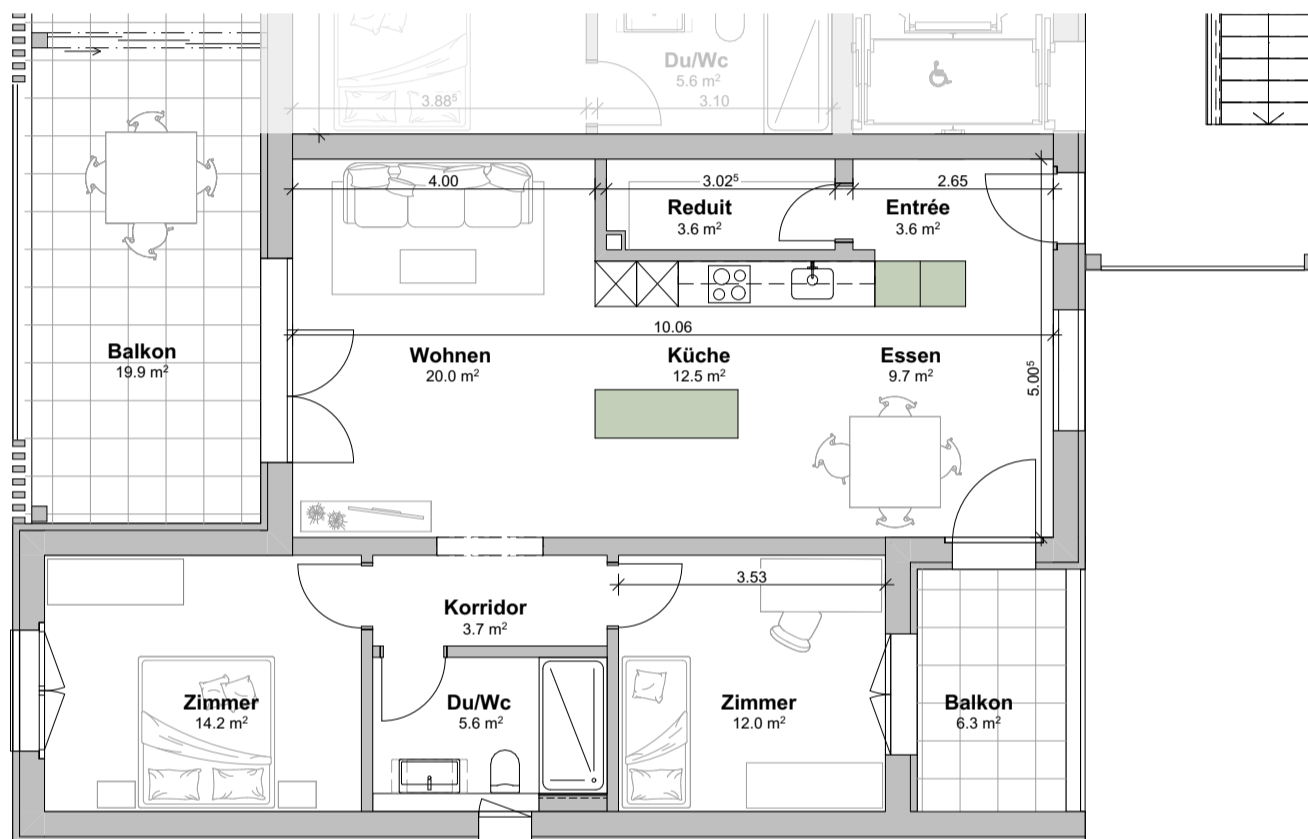 Du/Wc
5.6 m²
3.88⁵
3.10
4.00
3.02⁵
2.65
Reduit
3.6 m²
Entrée
3.6 m²
10.06
Balkon
19.9 m²
Wohnen
20.0 m²
Küche
12.5 m²
Essen
9.7 m²
5.00⁵
3.53
Korridor
3.7 m²
Zimmer
14.2 m²
Du/Wc
5.6 m²
Zimmer
12.0 m²
Balkon
6.3 m²